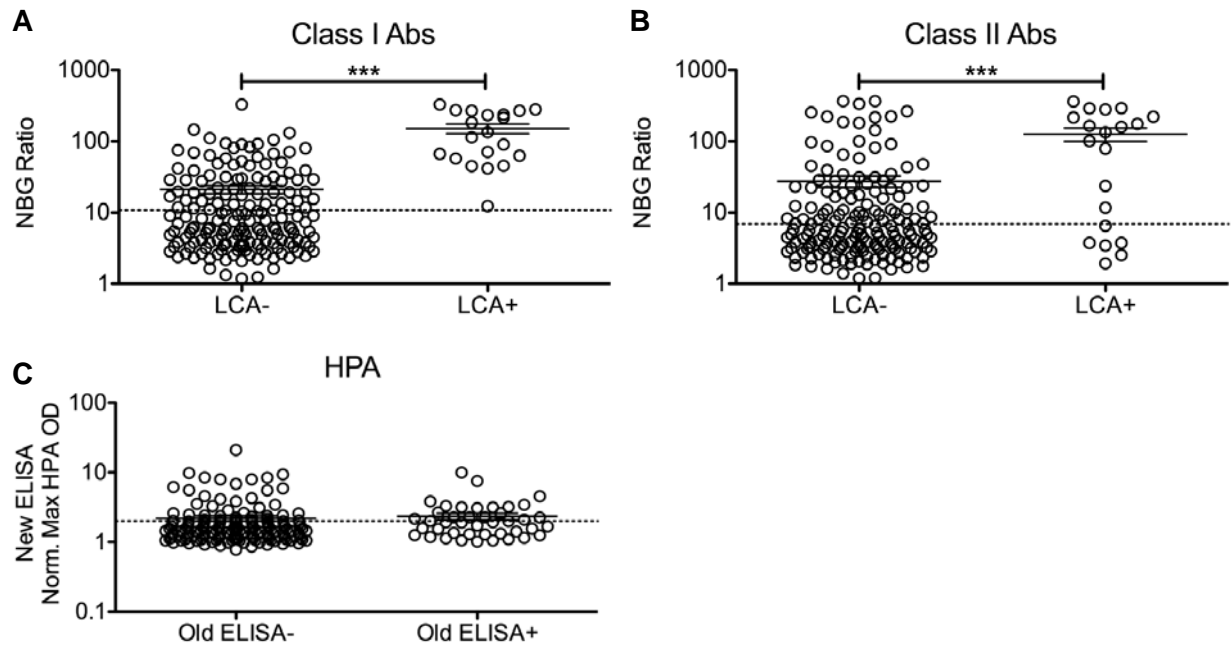 A
Class I Abs
1000
100
10
1
NBG Ratio
***
LCA-
LCA+
B
Class II Abs
1000
100
10
1
NBG Ratio
***
LCA-
LCA+
C
HPA
100
10
1
0.1
New ELISA
Norm. Max HPA OD
Old ELISA-
Old ELISA+